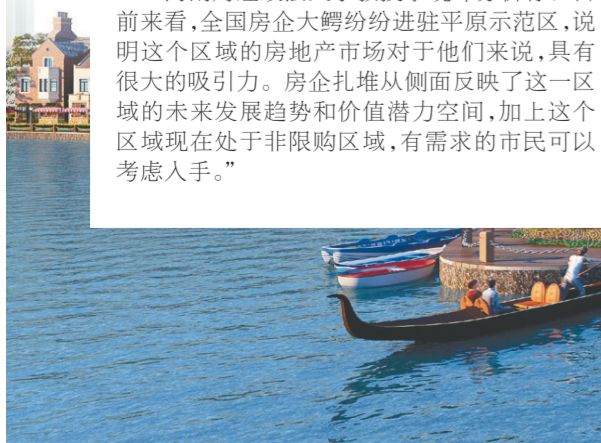 前来看,全国房企大鳄纷纷进驻平原示范区,说
明这个区域的房地产市场对于他们来说,具有
很大的吸引力。房企扎堆从侧面反映了这一区
域的未来发展趋势和价值潜力空间,加上这个
区域现在处于非限购区域,有需求的市民可以
考虑入手。”